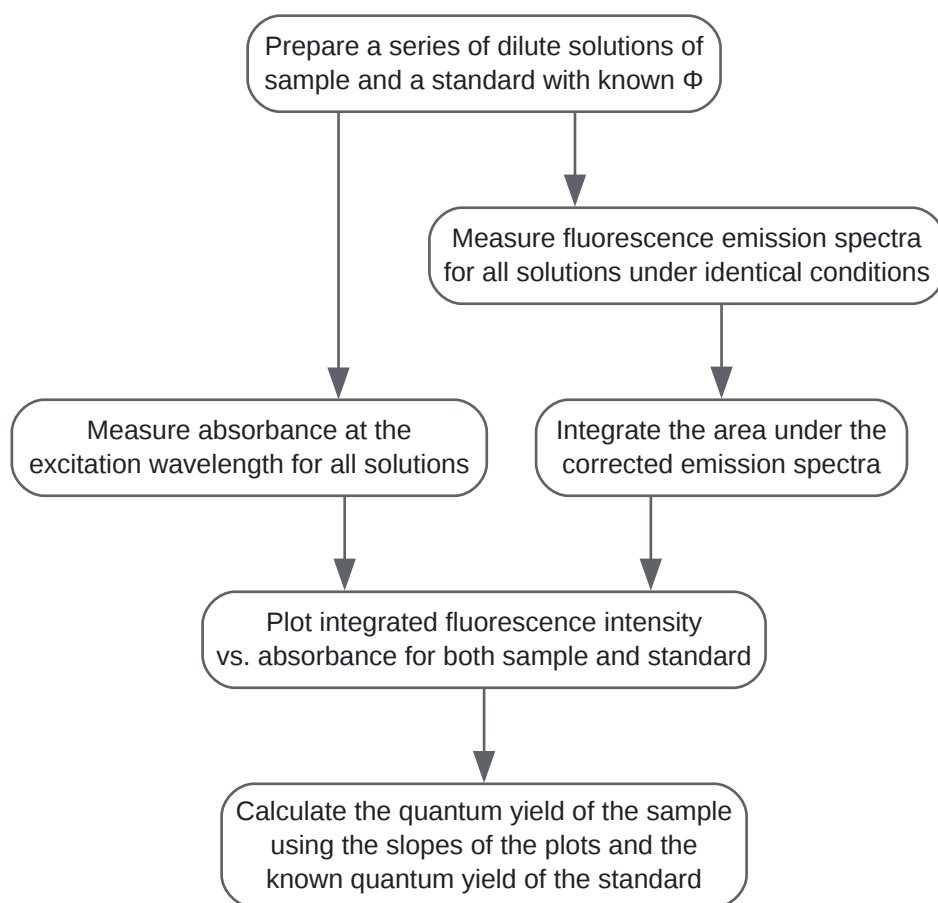 Prepare a series of dilute solutions of
sample and a standard with known Φ
Measure fluorescence emission spectra
for all solutions under identical conditions
Measure absorbance at the
excitation wavelength for all solutions
Integrate the area under the
corrected emission spectra
Plot integrated fluorescence intensity
vs. absorbance for both sample and standard
Calculate the quantum yield of the sample
using the slopes of the plots and the
known quantum yield of the standard